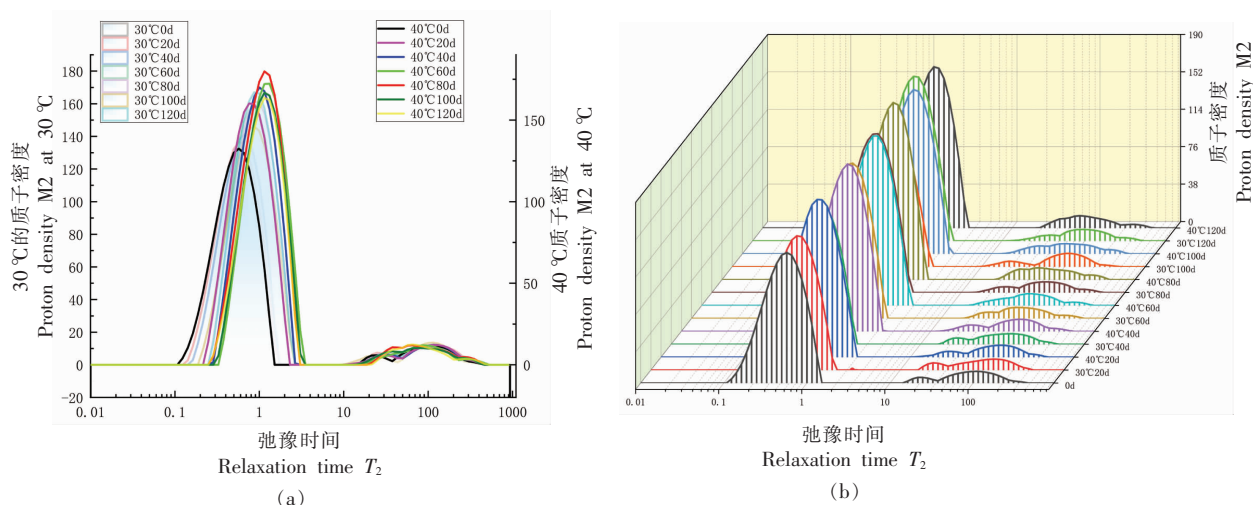 30℃0d
30℃20d
30℃40d
30℃60d
30℃80d
30℃100d
30℃120d
40℃0d
40℃20d
40℃40d
40℃60d
40℃80d
40℃100d
40℃120d
180
160
140
120
100
80
60
40
20
0
−20
150
100
50
0
30 ℃的质子密度
Proton density M2 at 30 ℃
40 ℃质子密度
Proton density M2 at 40 ℃
0.01
0.1
1
10
100
1000
弛豫时间
Relaxation time T₂
(a)
190
152
114
76
38
0
质子密度
Proton density M2
40℃120d
30℃120d
40℃100d
30℃100d
40℃80d
30℃80d
40℃60d
30℃60d
40℃40d
30℃40d
40℃20d
30℃20d
0d
0.01
0.1
1
10
100
弛豫时间
Relaxation time T₂
(b)